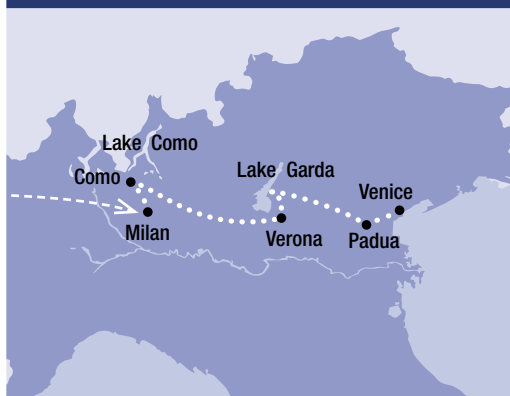 Lake Como
Como
Milan
Lake Garda
Verona
Venice
Padua